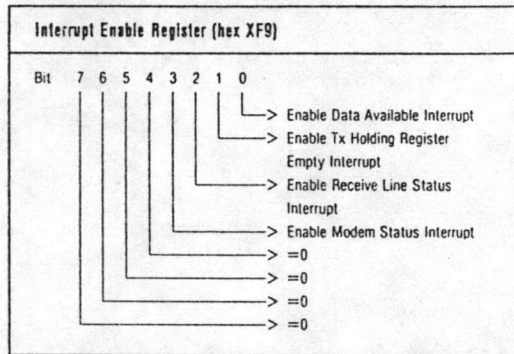 Interrupt Enable Register (hex XF9)
Bit 7 6 5 4 3 2 1 0
> Enable Data Available Interrupt
> Enable Tx Holding Register
Empty Interrupt
> Enable Receive Line Status
Interrupt
> Enable Modem Status Interrupt
> =0
> =0
> =0
> =0